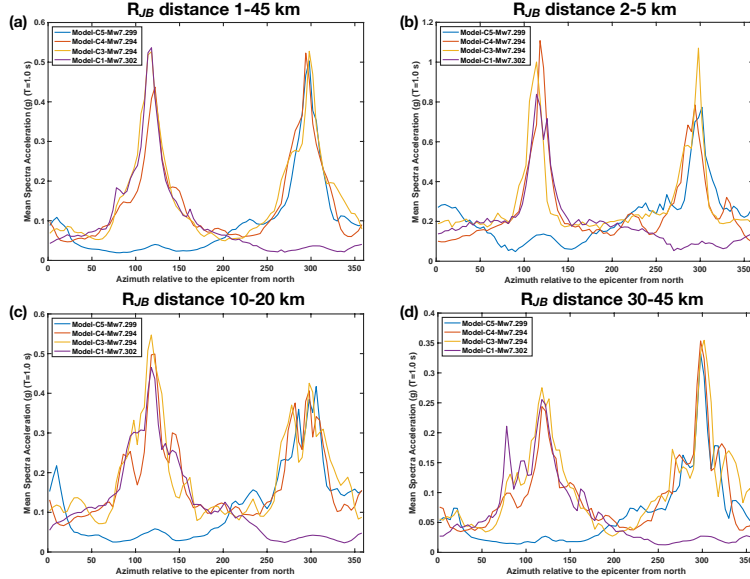 R_JB distance 1-45 km
(a)
Model-C5-Mw7.299
Model-C4-Mw7.294
Model-C3-Mw7.294
Model-C1-Mw7.302
Mean Spectra Acceleration (g) (T=1.0 s)
0.6
0.5
0.4
0.3
0.2
0.1
0
0 50 100 150 200 250 300 350
Azimuth relative to the epicenter from north
R_JB distance 2-5 km
(b)
Model-C5-Mw7.299
Model-C4-Mw7.294
Model-C3-Mw7.294
Model-C1-Mw7.302
Mean Spectra Acceleration (g) (T=1.0 s)
1.2
1
0.8
0.6
0.4
0.2
0
0 50 100 150 200 250 300 350
Azimuth relative to the epicenter from north
R_JB distance 10-20 km
(c)
Model-C5-Mw7.299
Model-C4-Mw7.294
Model-C3-Mw7.294
Model-C1-Mw7.302
Mean Spectra Acceleration (g) (T=1.0 s)
0.6
0.5
0.4
0.3
0.2
0.1
0
0 50 100 150 200 250 300 350
Azimuth relative to the epicenter from north
R_JB distance 30-45 km
(d)
Model-C5-Mw7.299
Model-C4-Mw7.294
Model-C3-Mw7.294
Model-C1-Mw7.302
Mean Spectra Acceleration (g) (T=1.0 s)
0.4
0.35
0.3
0.25
0.2
0.15
0.1
0.05
0
0 50 100 150 200 250 300 350
Azimuth relative to the epicenter from north